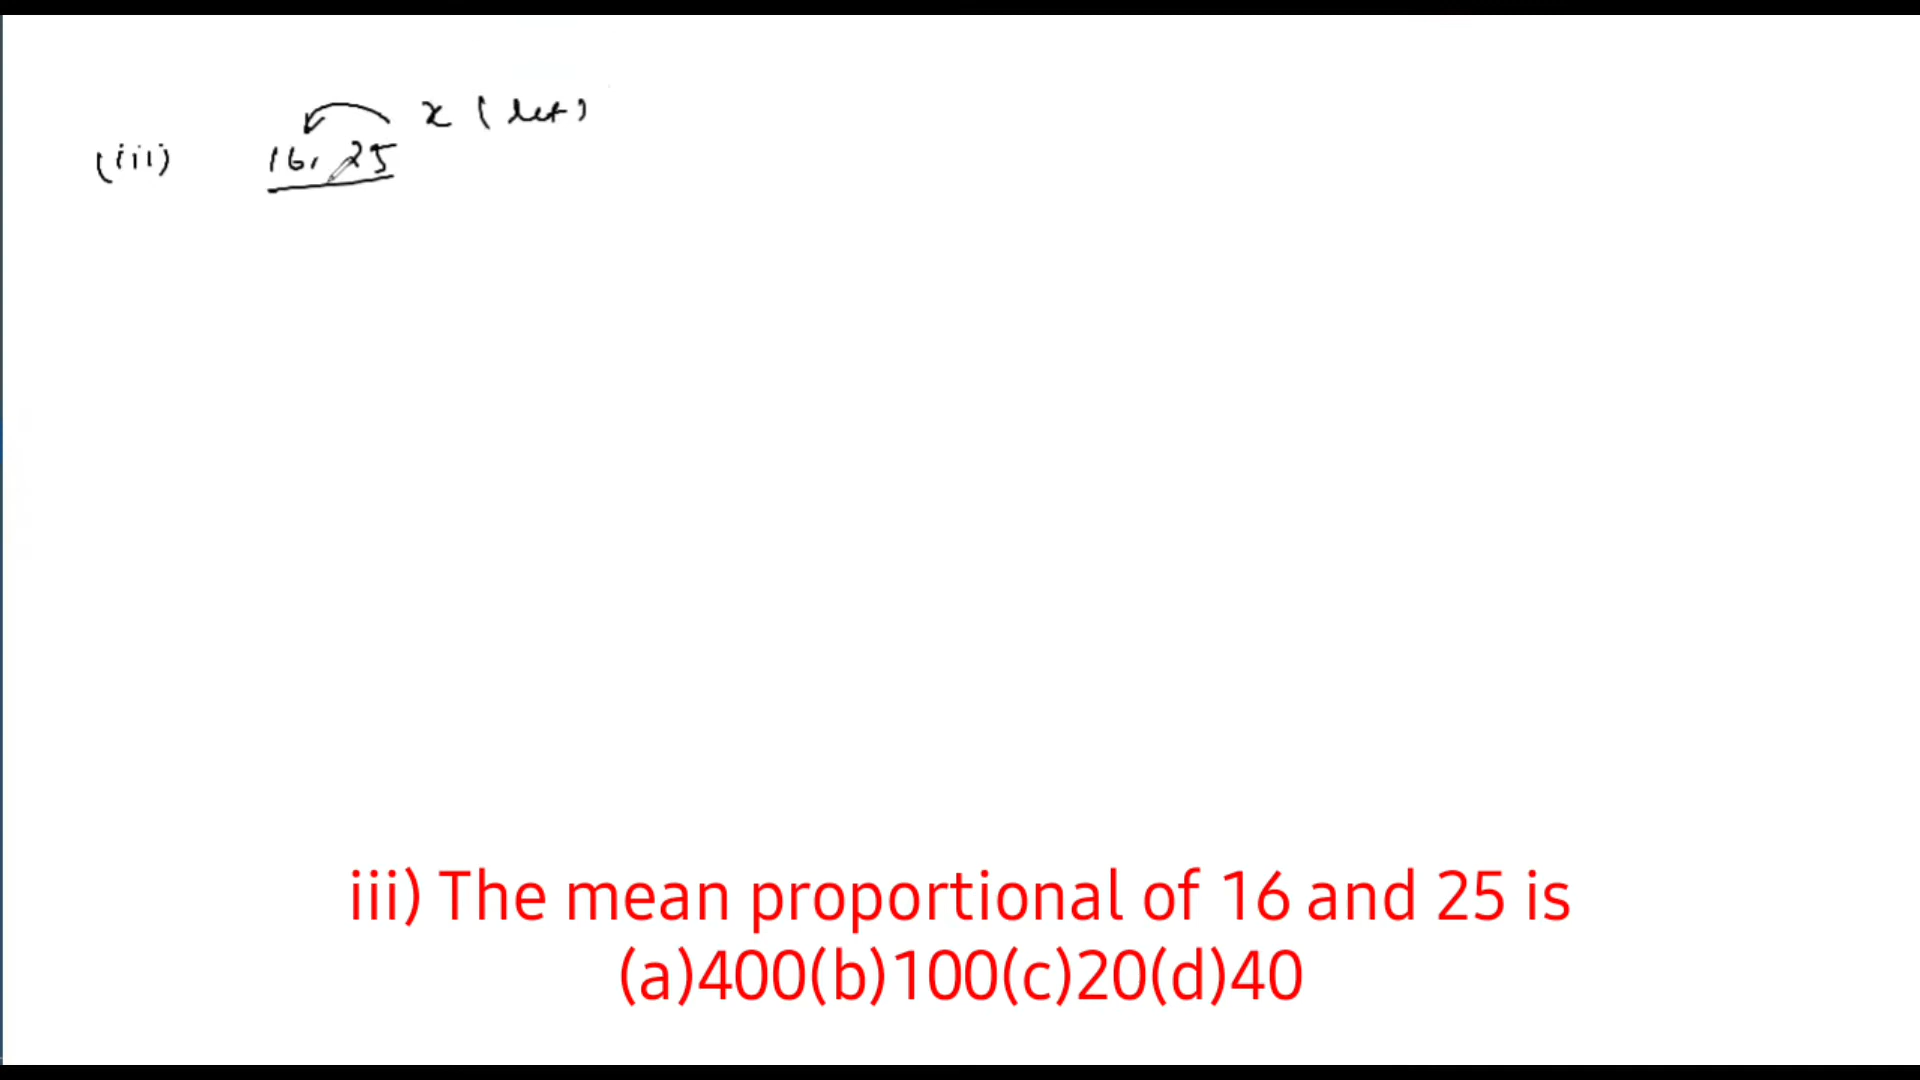 x (let)
(iii) 16, 25
iii) The mean proportional of 16 and 25 is
(a)400(b)100(c)20(d)40